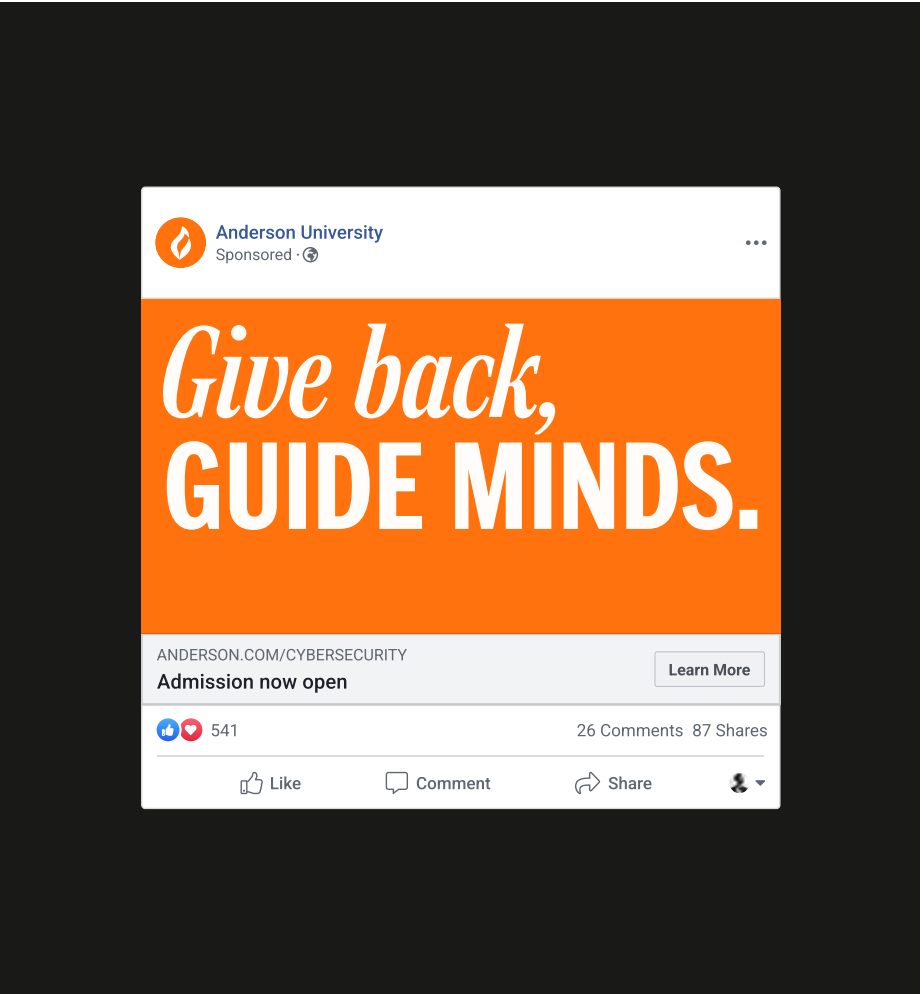 Anderson University
Sponsored ·
Give back,
GUIDE MINDS.
ANDERSON.COM/CYBERSECURITY
Admission now open
Learn More
541
26 Comments 87 Shares
Like
Comment
Share